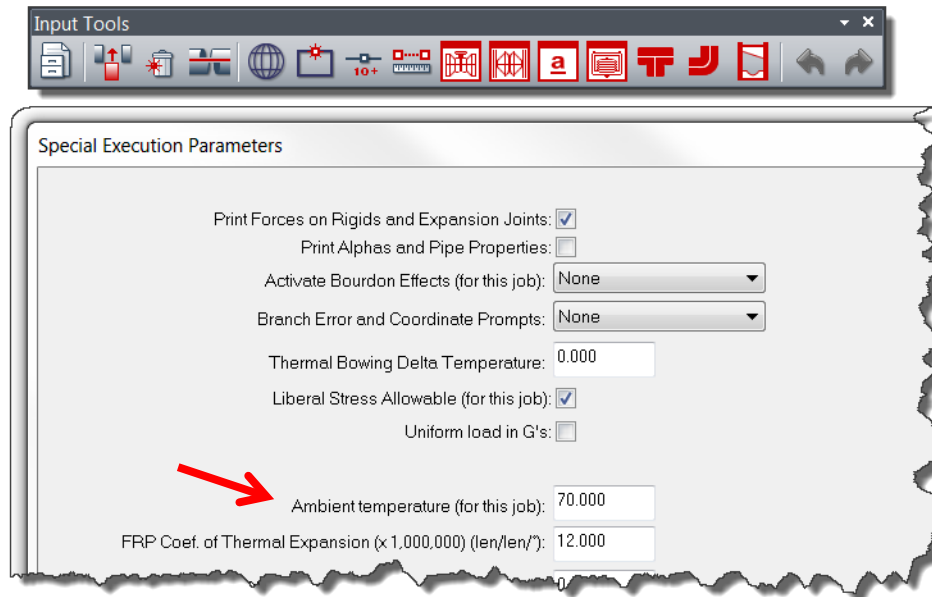 Input Tools
10+
a
Special Execution Parameters
Print Forces on Rigids and Expansion Joints:
Print Alphas and Pipe Properties:
Activate Bourdon Effects (for this job): None
Branch Error and Coordinate Prompts: None
Thermal Bowing Delta Temperature: 0.000
Liberal Stress Allowable (for this job):
Uniform load in G's:
Ambient temperature (for this job): 70.000
FRP Coef. of Thermal Expansion (x 1,000,000) (len/len/"): 12.000